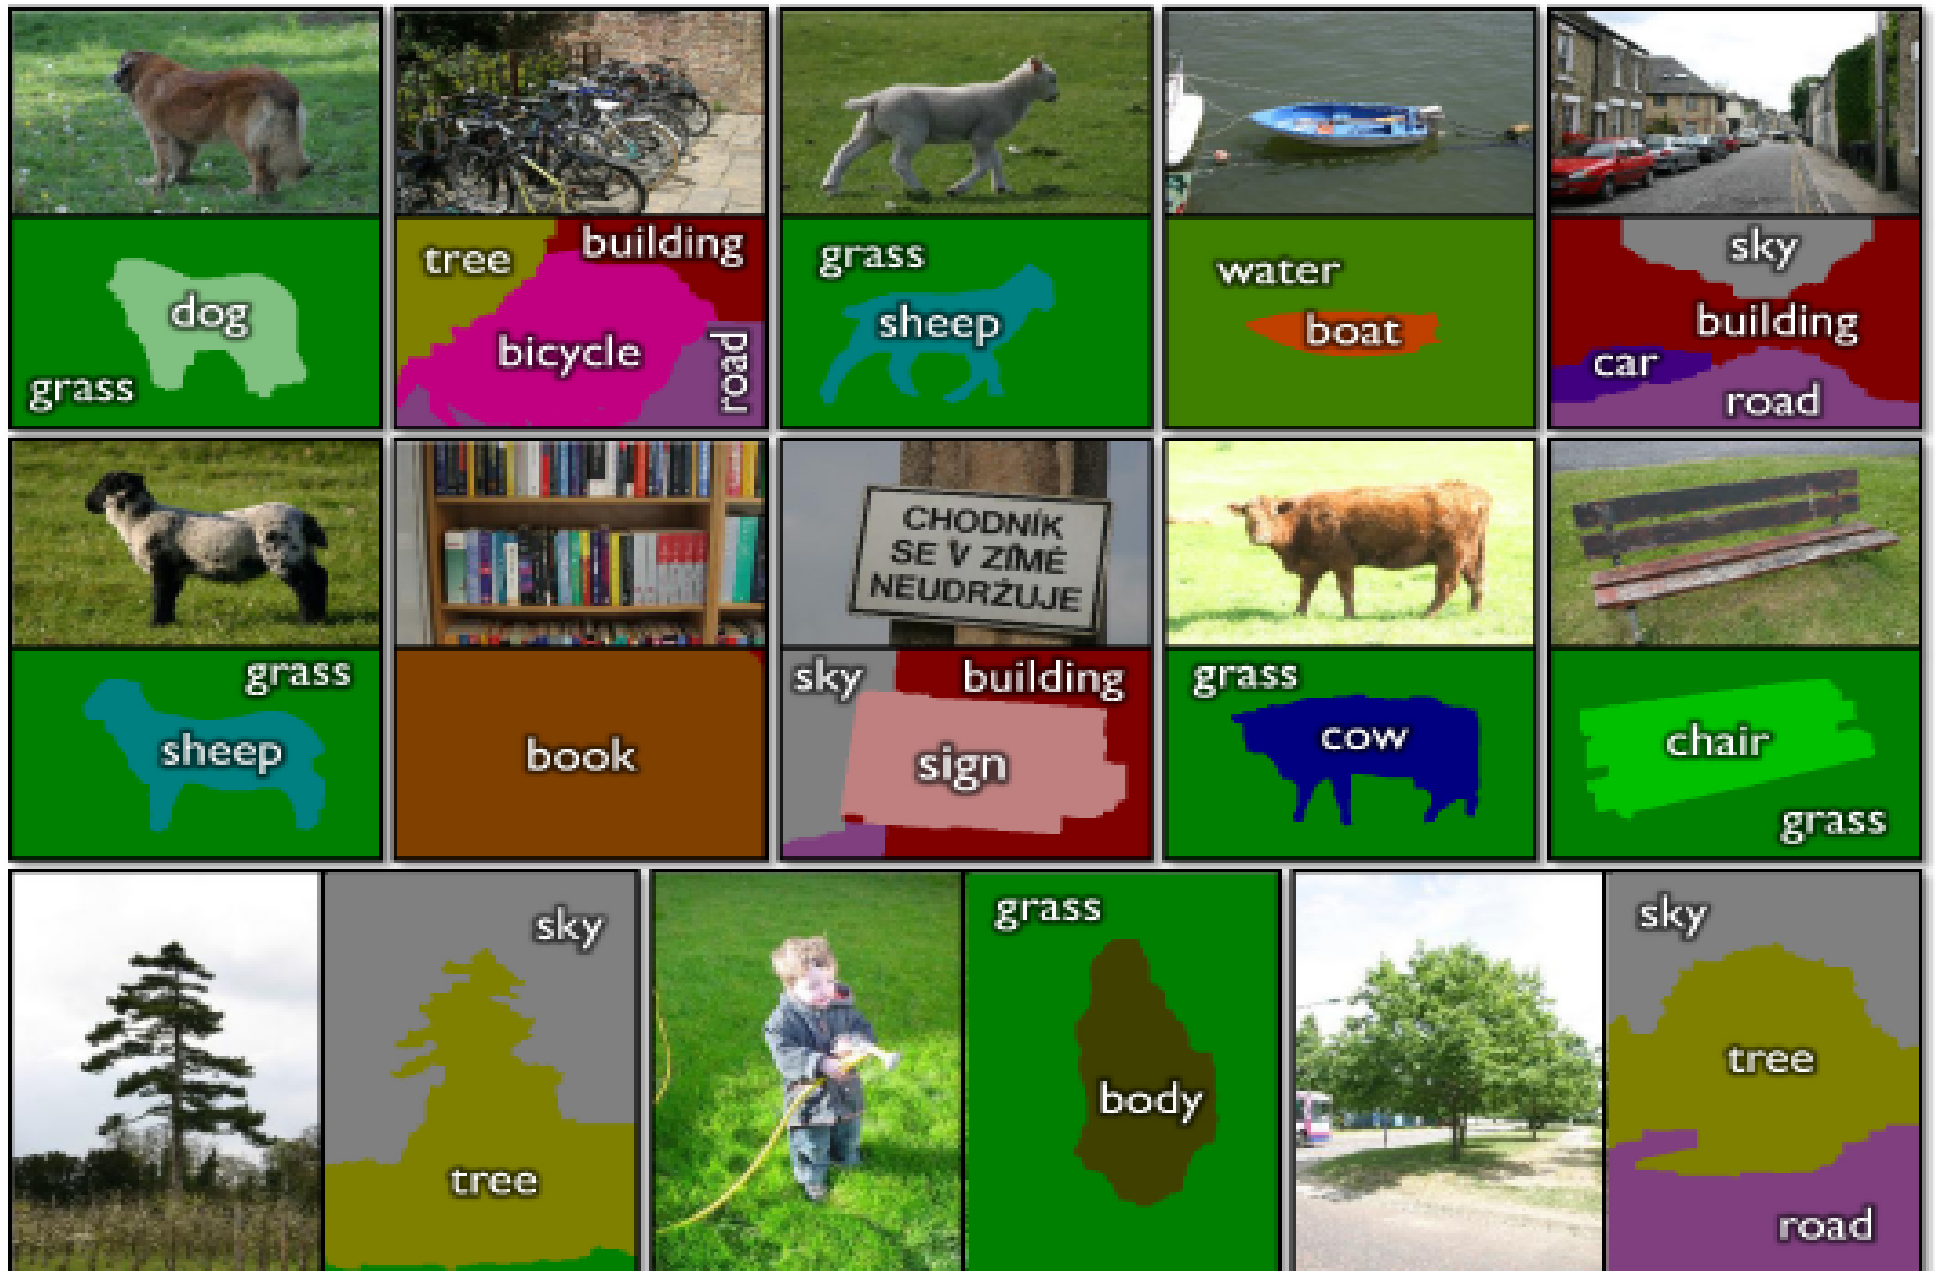 grass
dog
tree
building
bicycle
road
grass
sheep
water
boat
sky
building
car
road
grass
sheep
book
CHODNÍK
SE V ZIMĚ
NEUDRŽUJE
sky
building
sign
grass
cow
chair
grass
sky
tree
grass
body
sky
tree
road